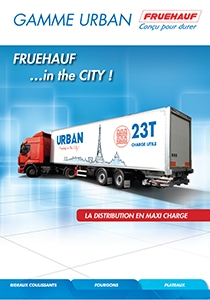 GAMME URBAN
FRUEHAUF
Conçu pour durer
FRUEHAUF
...in the CITY !
URBAN
23T
CHARGE UTILE
LA DISTRIBUTION EN MAXI CHARGE
RIDEAUX COULISSANTS
FOURGONS
PLATEAUX